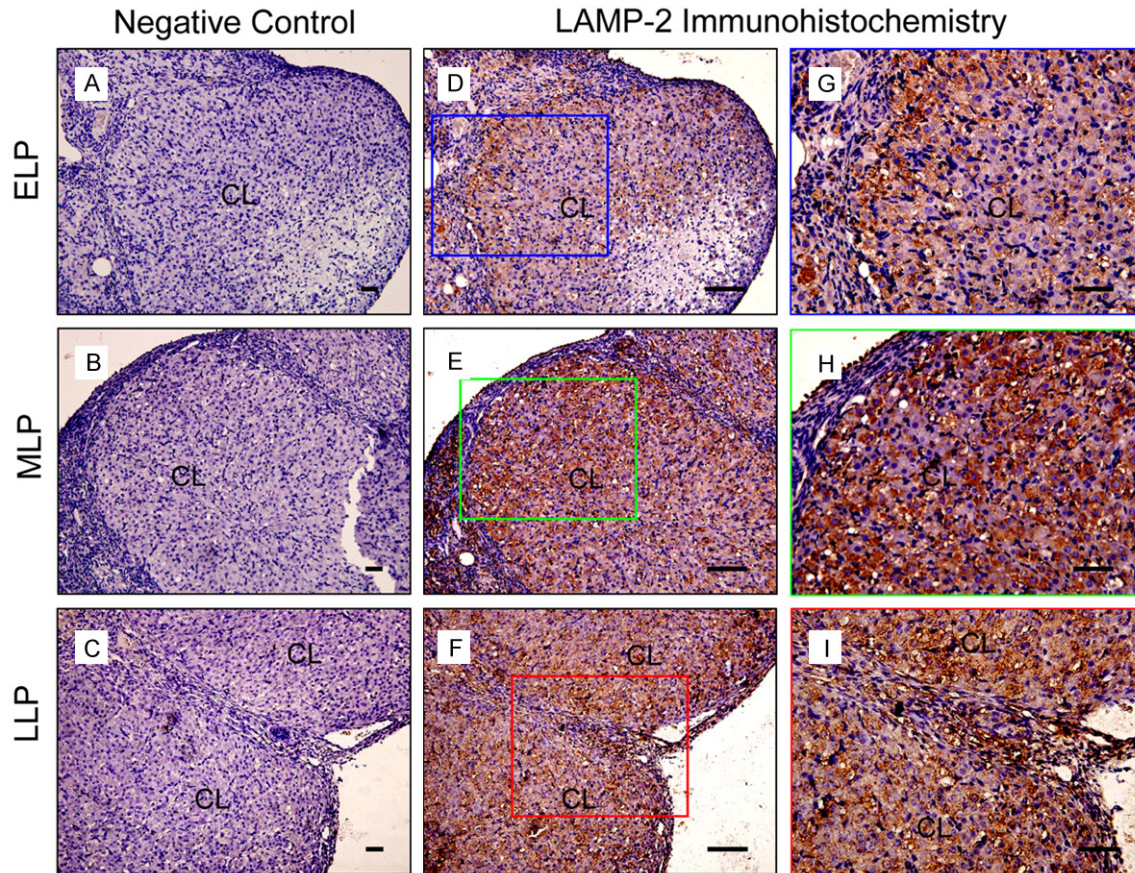 Negative Control
LAMP-2 Immunohistochemistry
ELP
A
CL
D
CL
G
CL
MLP
B
CL
E
CL
H
CL
LLP
C
CL
CL
F
CL
CL
I
CL
CL